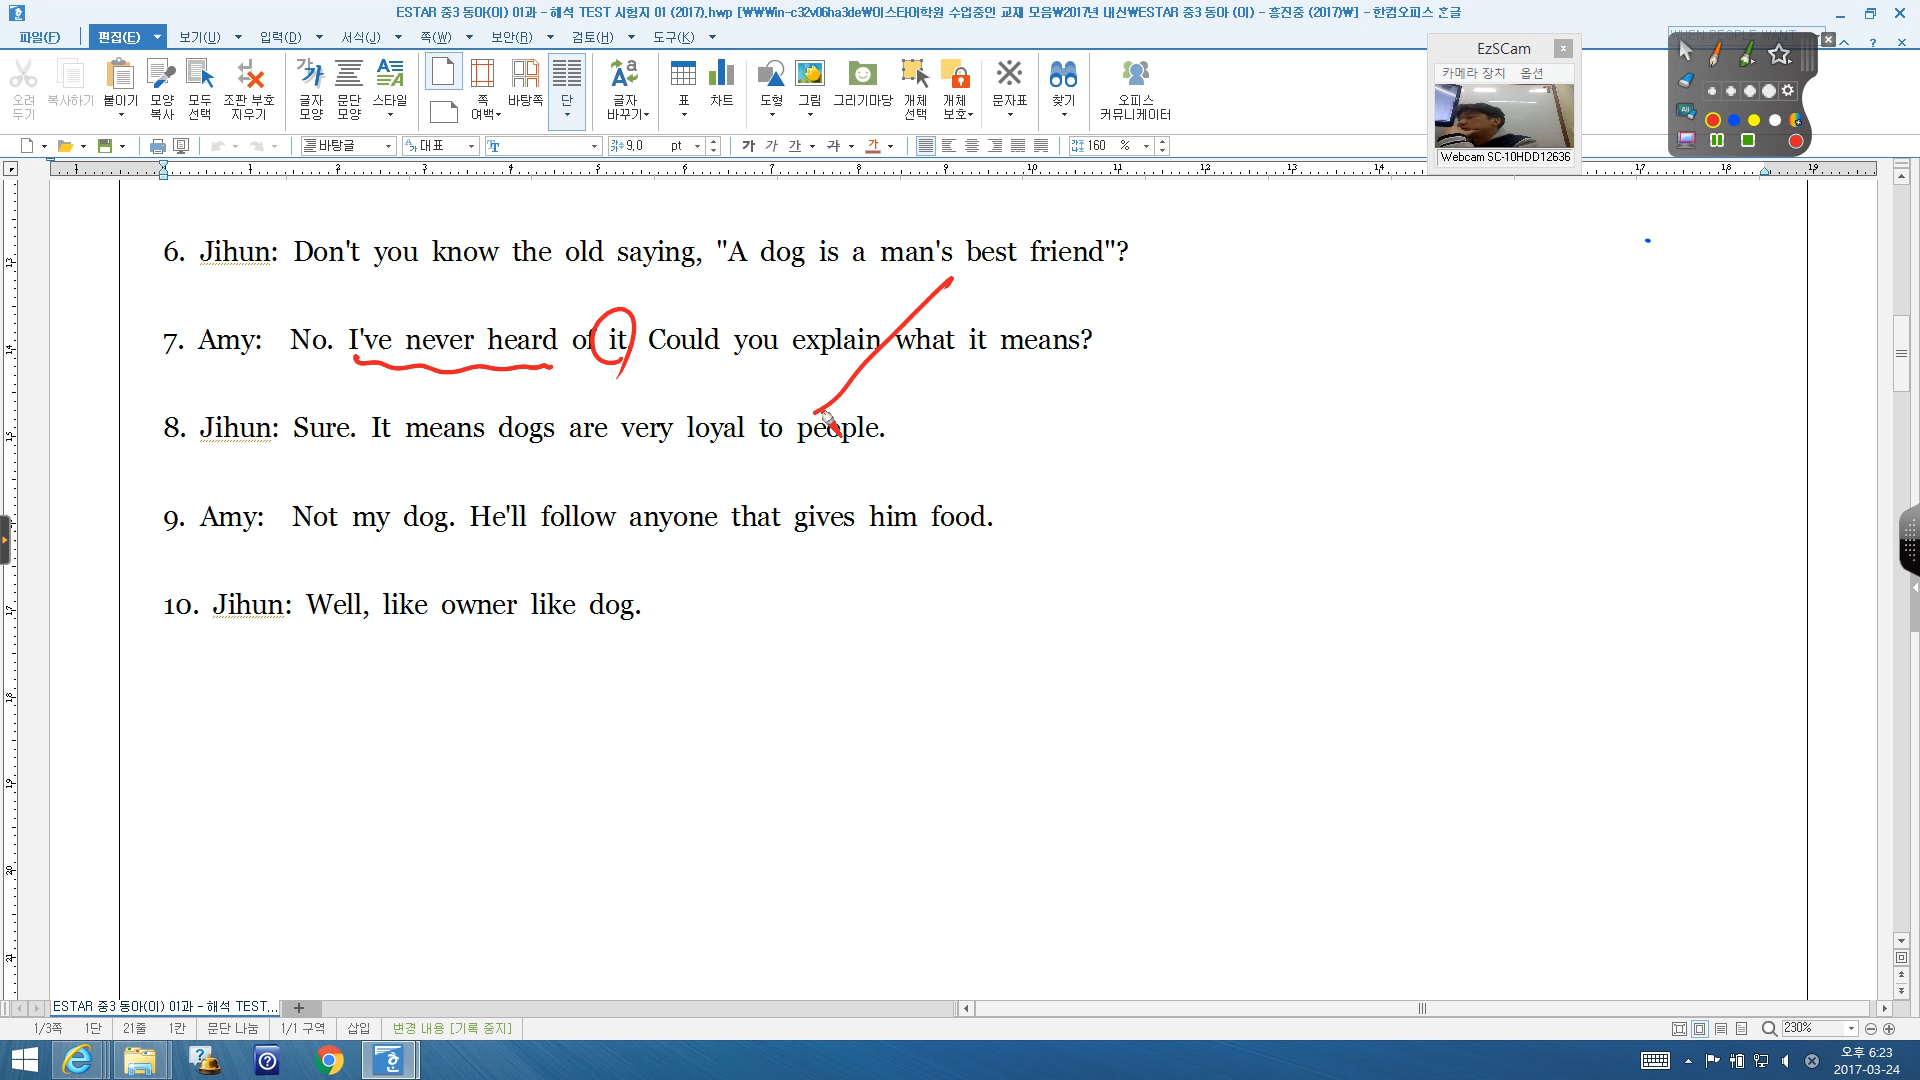 ESTAR 중3 동아(이) 01과 - 해석 TEST 시험지 01 (2017).hwp [₩₩₩in-c32v06ha3de₩이스타어학원 수업중인 교재 모음₩2017년 내신₩ESTAR 중3 동아 (이) - 흥진중 (2017)₩] - 한컴오피스 한글
파일(F) 편집(E) 보기(U) 입력(D) 서식(J) 쪽(W) 보안(R) 검토(H) 도구(K)
EzSCam
카메라 장치 옵션
Webcam SC-10HDD12636
오려 두기
복사하기
붙이기
모양 복사
모두 선택
조판 부호 지우기
글자 모양
문단 모양
스타일
쪽 여백
바탕쪽
단
글자 바꾸기
표
차트
도형
그림
그리기마당
개체 선택
개체 보호
문자표
찾기
오피스 커뮤니케이터
바탕글 대표 9,0 pt 가 가 가 가 가 160 %
6. Jihun: Don't you know the old saying, "A dog is a man's best friend"?
7. Amy: No. I've never heard of it. Could you explain what it means?
8. Jihun: Sure. It means dogs are very loyal to people.
9. Amy: Not my dog. He'll follow anyone that gives him food.
10. Jihun: Well, like owner like dog.
ESTAR 중3 동아(이) 01과 - 해석 TEST...
1/3쪽 1단 21줄 1칸 문단 나눔 1/1 구역 삽입 변경 내용 [기록 중지] 230%
오후 6:23
2017-03-24